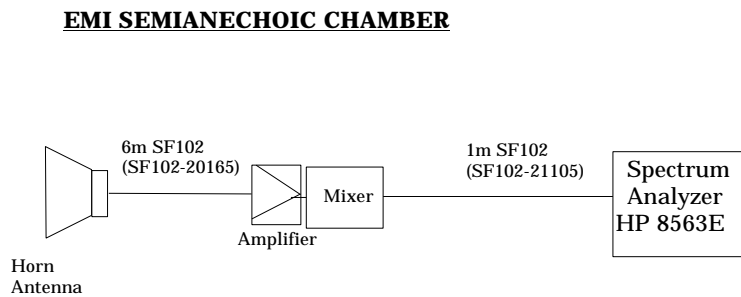 EMI SEMIANECHOIC CHAMBER
6m SF102
(SF102-20165)
1m SF102
(SF102-21105)
Spectrum
Analyzer
HP 8563E
Mixer
Amplifier
Horn
Antenna